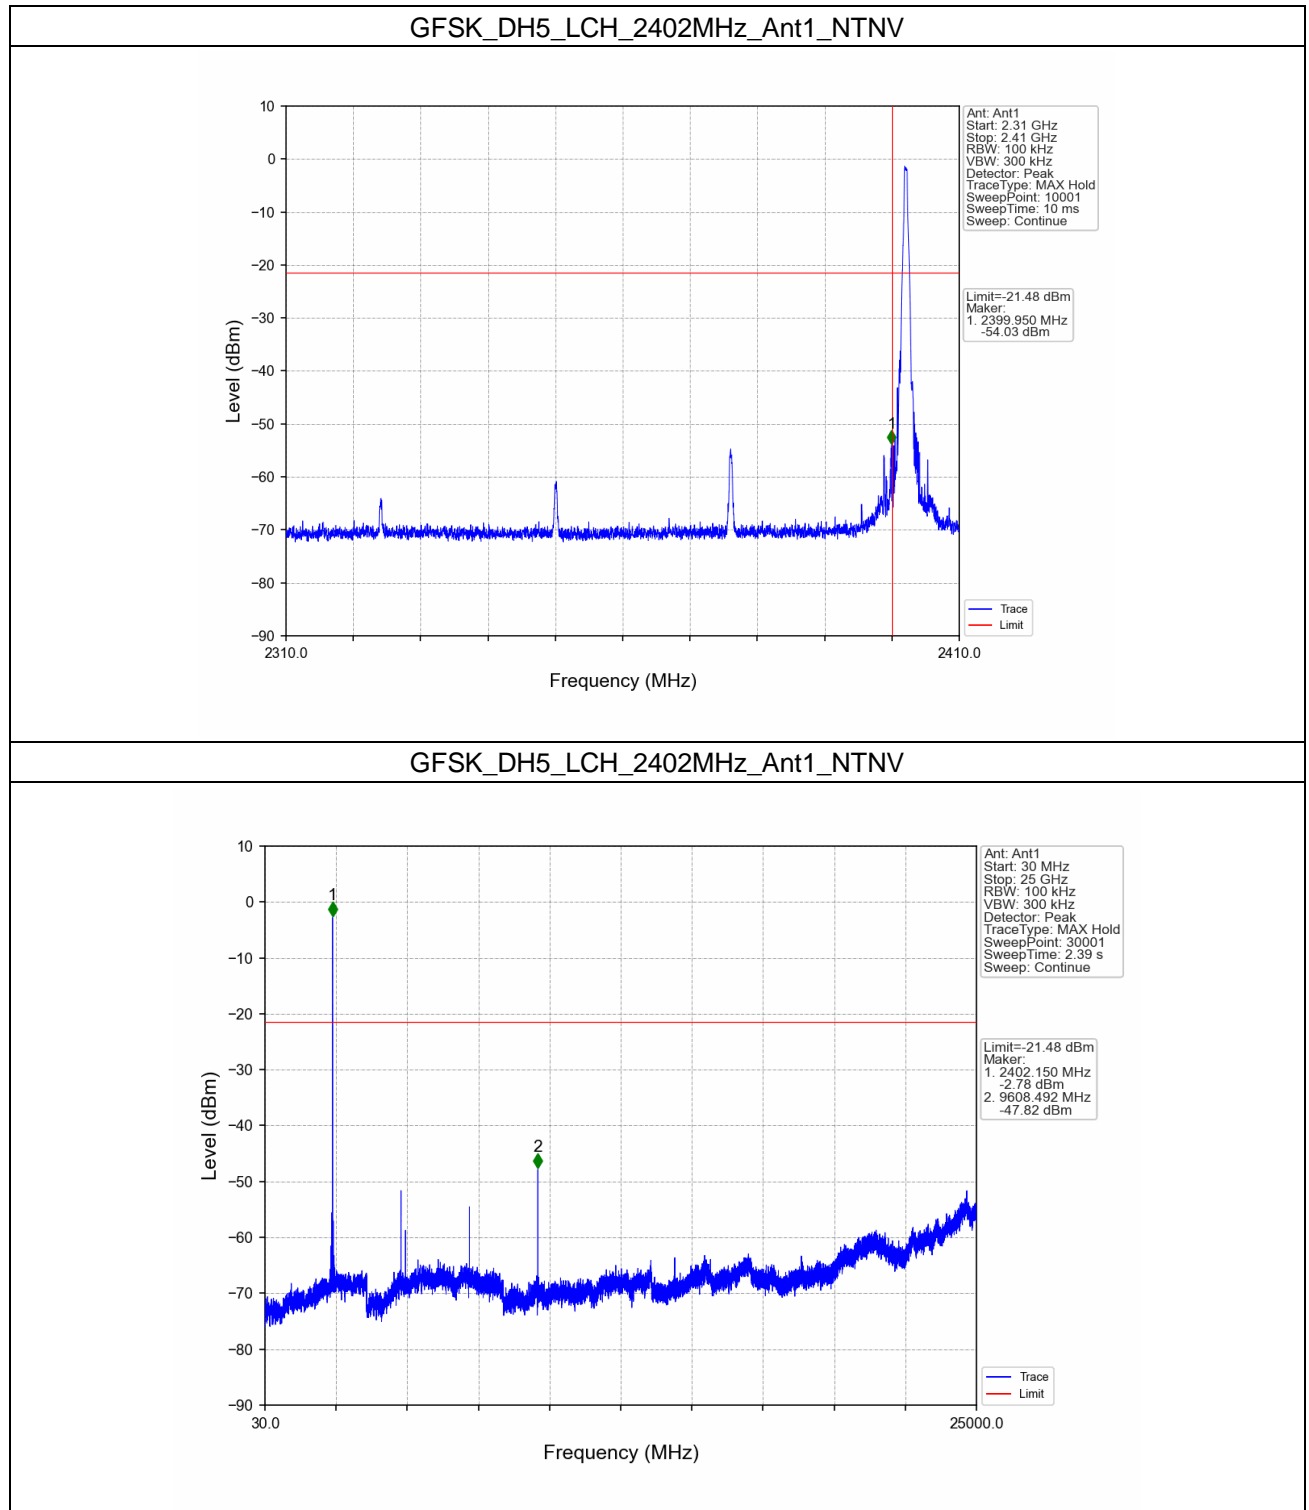 GFSK_DH5_LCH_2402MHz_Ant1_NTNV
10
0
−10
−20
−30
−40
−50
−60
−70
−80
−90
Level (dBm)
2310.0
2410.0
Frequency (MHz)
1
Ant: Ant1
Start: 2.31 GHz
Stop: 2.41 GHz
RBW: 100 kHz
VBW: 300 kHz
Detector: Peak
TraceType: MAX Hold
SweepPoint: 10001
SweepTime: 10 ms
Sweep: Continue
Limit=-21.48 dBm
Maker:
1. 2399.950 MHz
-54.03 dBm
Trace
Limit
GFSK_DH5_LCH_2402MHz_Ant1_NTNV
10
0
−10
−20
−30
−40
−50
−60
−70
−80
−90
Level (dBm)
30.0
25000.0
Frequency (MHz)
1
2
Ant: Ant1
Start: 30 MHz
Stop: 25 GHz
RBW: 100 kHz
VBW: 300 kHz
Detector: Peak
TraceType: MAX Hold
SweepPoint: 30001
SweepTime: 2.39 s
Sweep: Continue
Limit=-21.48 dBm
Maker:
1. 2402.150 MHz
-2.78 dBm
2. 9608.492 MHz
-47.82 dBm
Trace
Limit